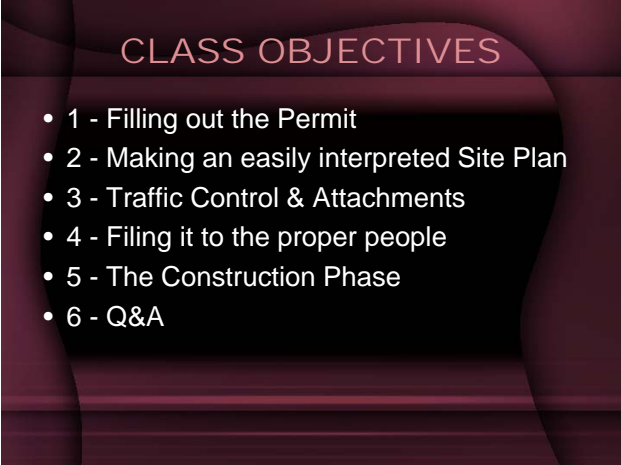 CLASS OBJECTIVES
• 1 - Filling out the Permit
• 2 - Making an easily interpreted Site Plan
• 3 - Traffic Control & Attachments
• 4 - Filing it to the proper people
• 5 - The Construction Phase
• 6 - Q&A